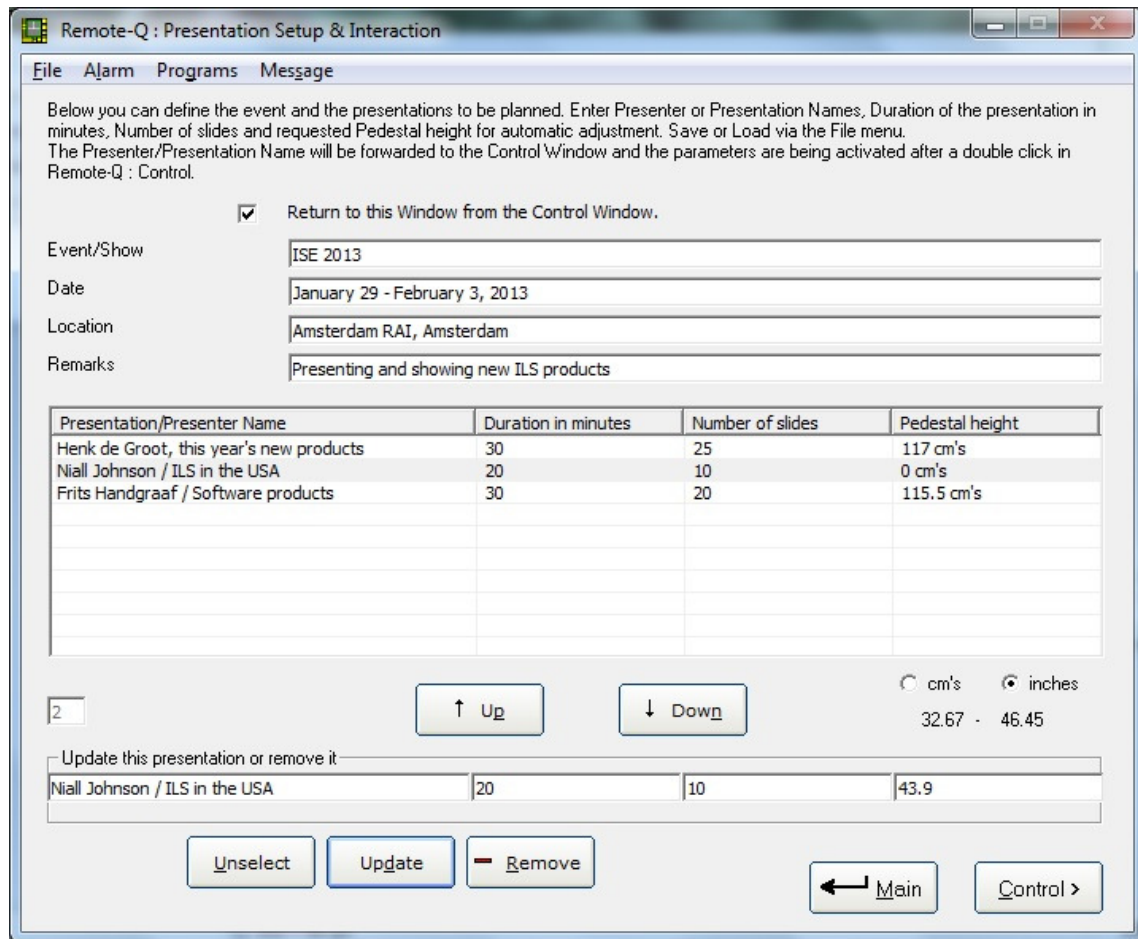 Remote-Q : Presentation Setup & Interaction
File Alarm Programs Message
Below you can define the event and the presentations to be planned. Enter Presenter or Presentation Names, Duration of the presentation in
minutes, Number of slides and requested Pedestal height for automatic adjustment. Save or Load via the File menu.
The Presenter/Presentation Name will be forwarded to the Control Window and the parameters are being activated after a double click in
Remote-Q : Control.
Return to this Window from the Control Window.
Event/Show ISE 2013
Date January 29 - February 3, 2013
Location Amsterdam RAI, Amsterdam
Remarks Presenting and showing new ILS products
Presentation/Presenter Name Duration in minutes Number of slides Pedestal height
Henk de Groot, this year's new products 30 25 117 cm's
Niall Johnson / ILS in the USA 20 10 0 cm's
Frits Handgraaf / Software products 30 20 115.5 cm's
cm's inches
2 ↑ Up ↓ Down 32.67 - 46.45
Update this presentation or remove it
Niall Johnson / ILS in the USA 20 10 43.9
Unselect Update Remove
Main Control >